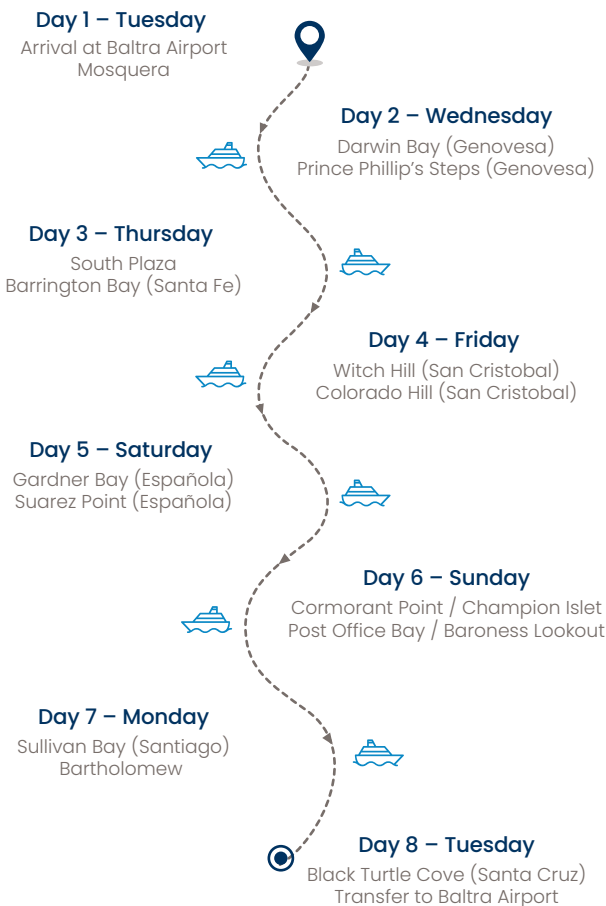 Day 1 – Tuesday
Arrival at Baltra Airport
Mosquera
Day 2 – Wednesday
Darwin Bay (Genovesa)
Prince Phillip's Steps (Genovesa)
Day 3 – Thursday
South Plaza
Barrington Bay (Santa Fe)
Day 4 – Friday
Witch Hill (San Cristobal)
Colorado Hill (San Cristobal)
Day 5 – Saturday
Gardner Bay (Española)
Suarez Point (Española)
Day 6 – Sunday
Cormorant Point / Champion Islet
Post Office Bay / Baroness Lookout
Day 7 – Monday
Sullivan Bay (Santiago)
Bartholomew
Day 8 – Tuesday
Black Turtle Cove (Santa Cruz)
Transfer to Baltra Airport